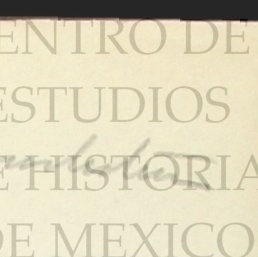 ENTRO DE
ESTUDIOS
E HISTORIA
DE MEXICO